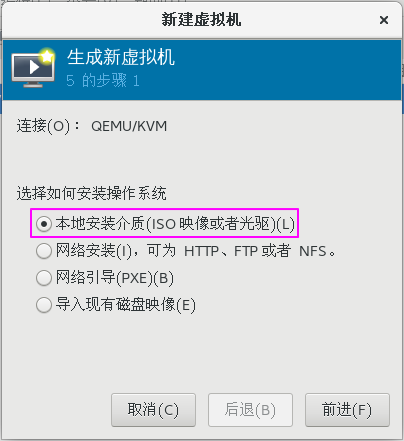 新建虚拟机
生成新虚拟机
5 的步骤 1
连接(O)： QEMU/KVM
选择如何安装操作系统
本地安装介质(ISO 映像或者光驱)(L)
网络安装(I)，可为 HTTP、FTP 或者 NFS。
网络引导(PXE)(B)
导入现有磁盘映像(E)
取消(C) 后退(B) 前进(F)